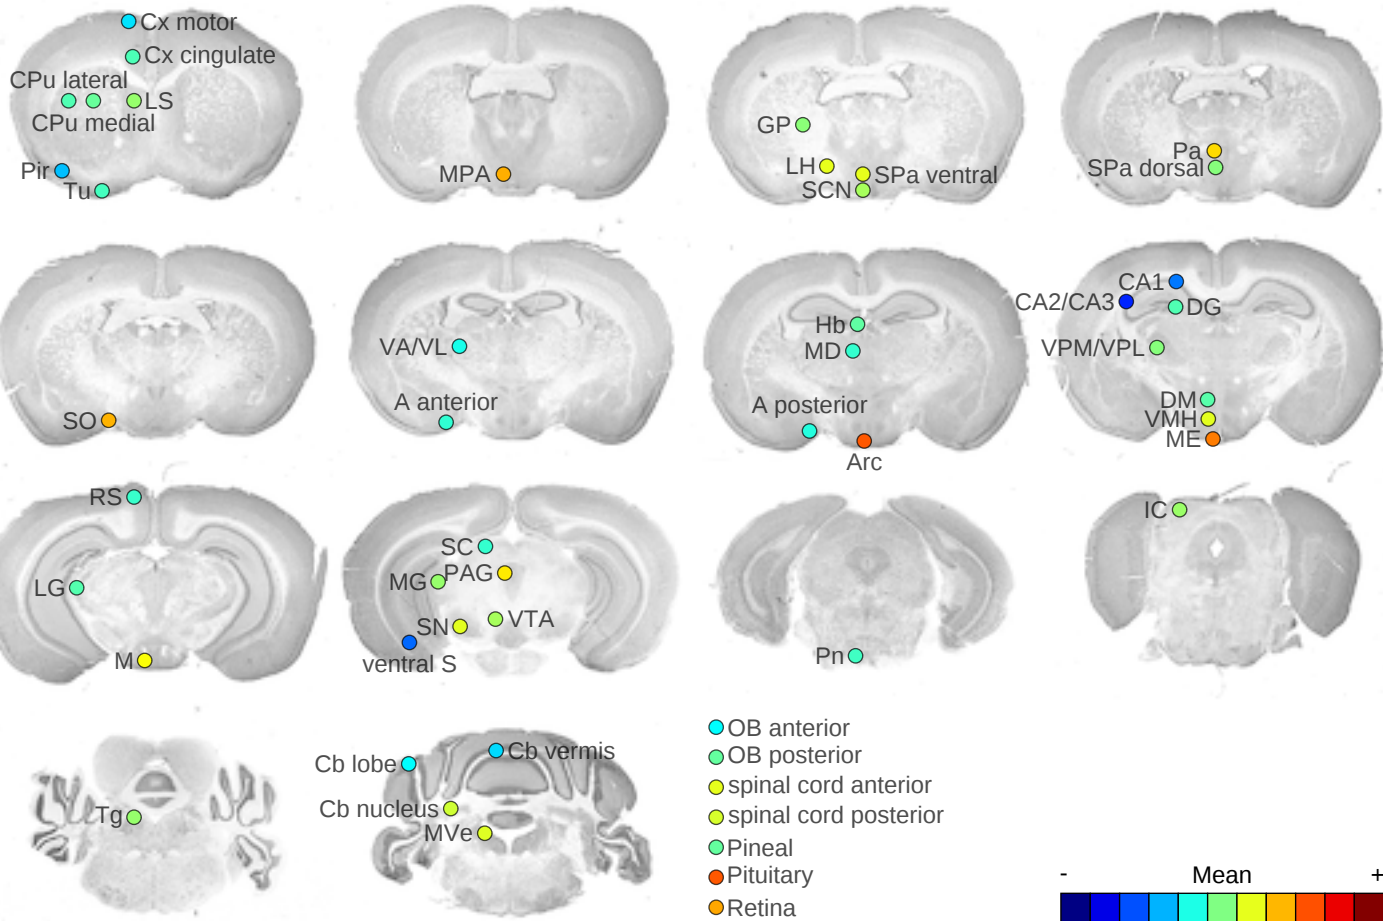 Cx motor
Cx cingulate
CPu lateral
LS
CPu medial
Pir
Tu
MPA
GP
LH
SPa ventral
SCN
Pa
SPa dorsal
SO
VA/VL
A anterior
Hb
MD
A posterior
Arc
CA1
CA2/CA3
DG
VPM/VPL
DM
VMH
ME
RS
LG
M
SC
PAG
MG
VTA
SN
ventral S
Pn
IC
Tg
Cb vermis
Cb lobe
Cb nucleus
MVe
OB anterior
OB posterior
spinal cord anterior
spinal cord posterior
Pineal
Pituitary
Retina
- Mean +